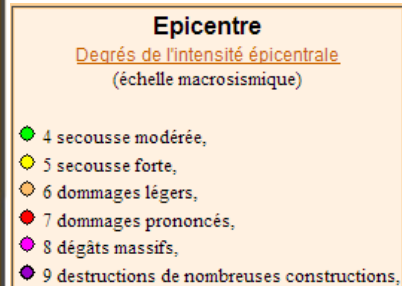 Epicentre
Degrés de l'intensité épicentrale
(échelle macrosismique)
4 secousse modérée,
5 secousse forte,
6 dommages légers,
7 dommages prononcés,
8 dégâts massifs,
9 destructions de nombreuses constructions,